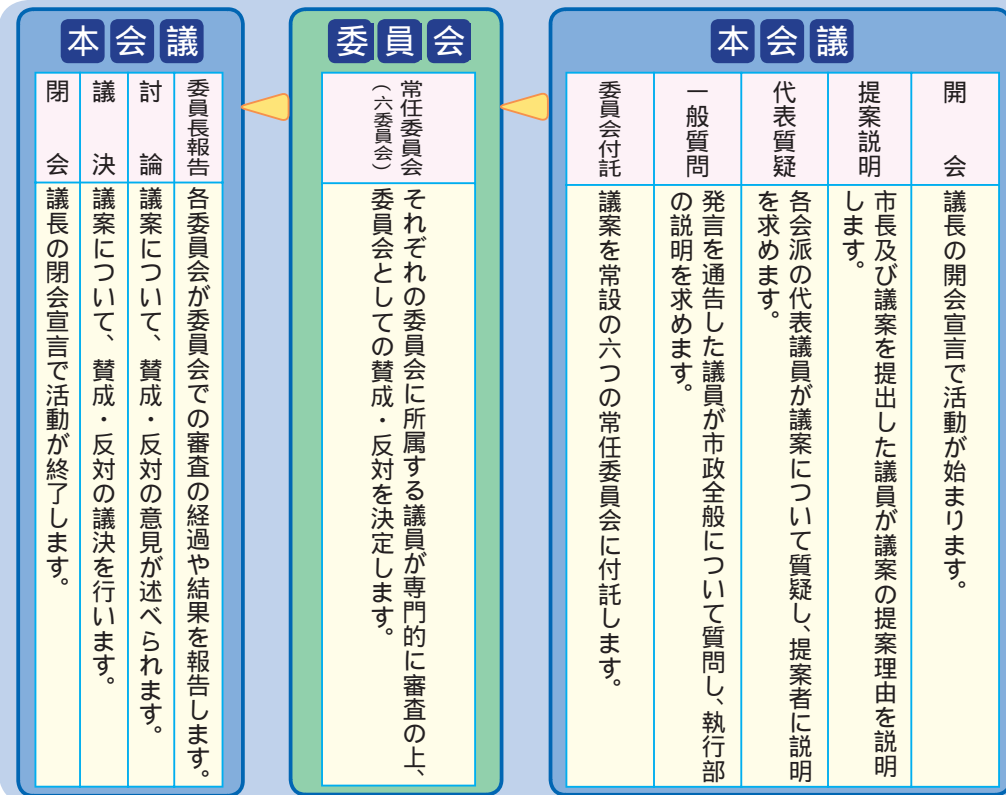 本会議
開会
議長の開会宣言で活動が始まります。
提案説明
市長及び議案を提出した議員が議案の提案理由を説明
します。
代表質疑
各会派の代表議員が議案について質疑し、提案者に説明
を求めます。
一般質問
発言を通告した議員が市政全般について質問し、執行部
の説明を求めます。
委員会付託
議案を常設の六つの常任委員会に付託します。
委員会
常任委員会
（六委員会）
それぞれの委員会に所属する議員が専門的に審査の上、
委員会としての賛成・反対を決定します。
本会議
委員長報告
各委員会が委員会での審査の経過や結果を報告します。
討論
議案について、賛成・反対の意見が述べられます。
議決
議案について、賛成・反対の議決を行います。
閉会
議長の閉会宣言で活動が終了します。